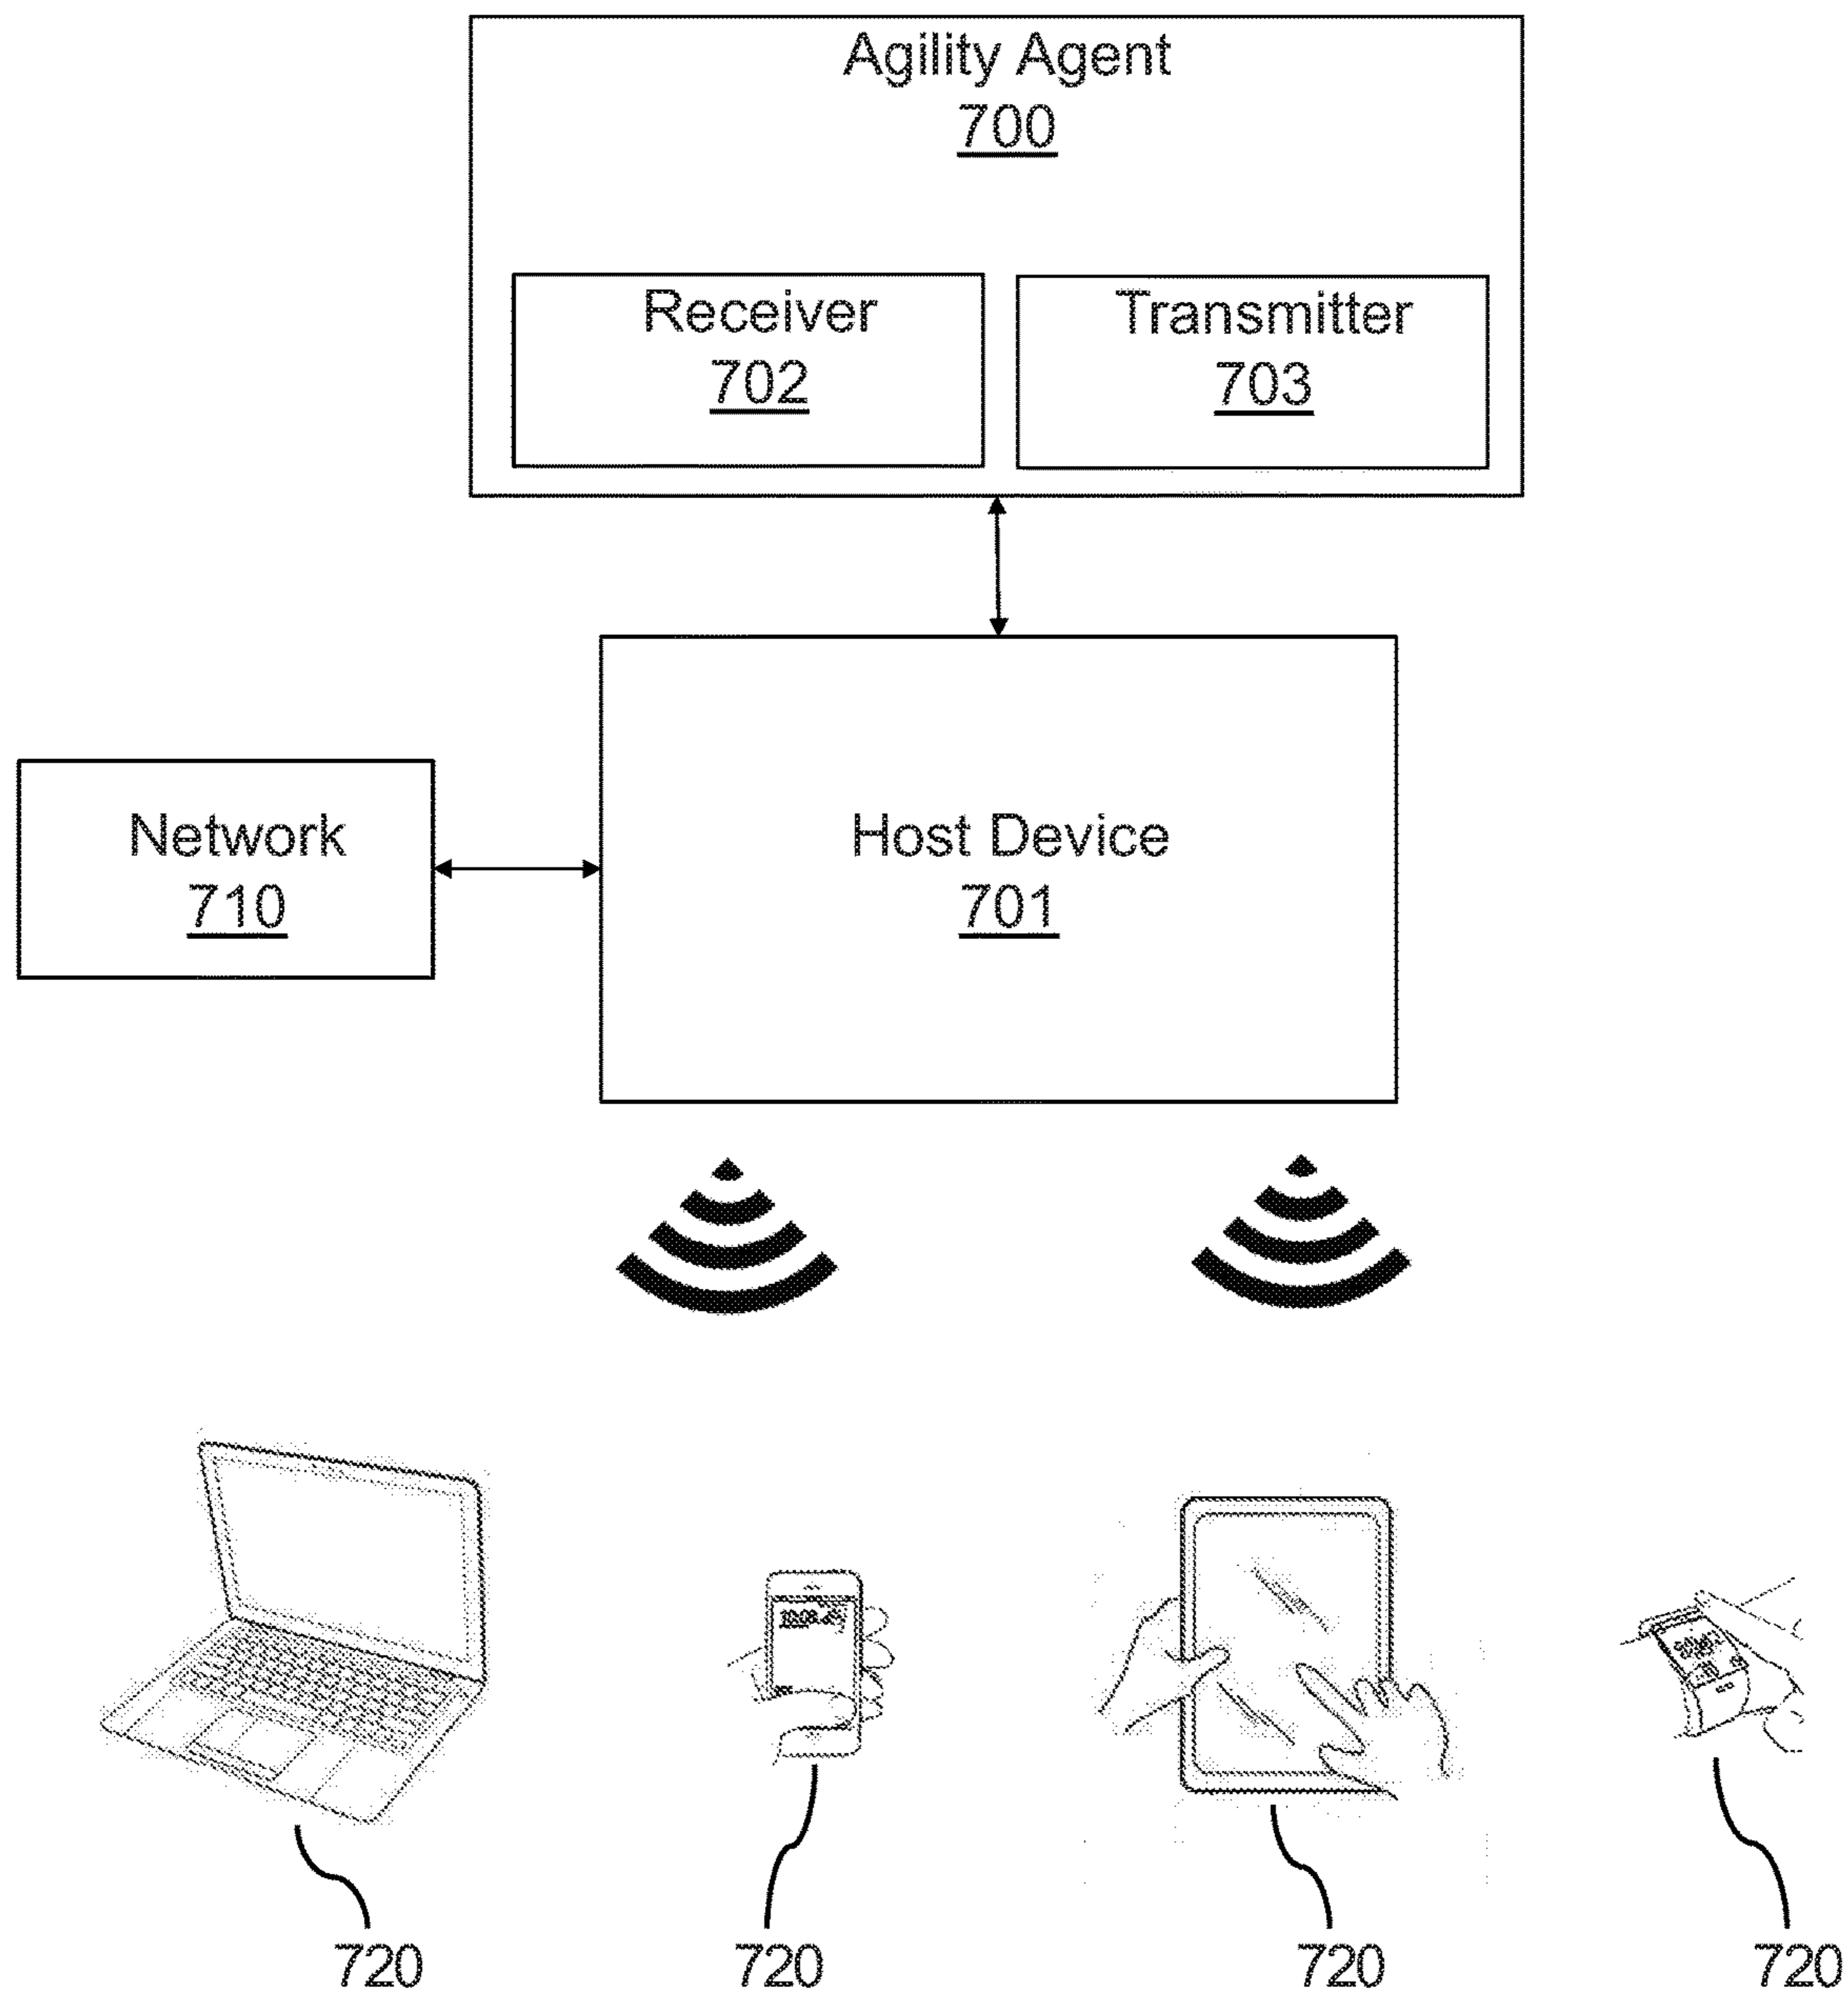 Agility Agent
700
Receiver
702
Transmitter
703
Network
710
Host Device
701
720
720
720
720